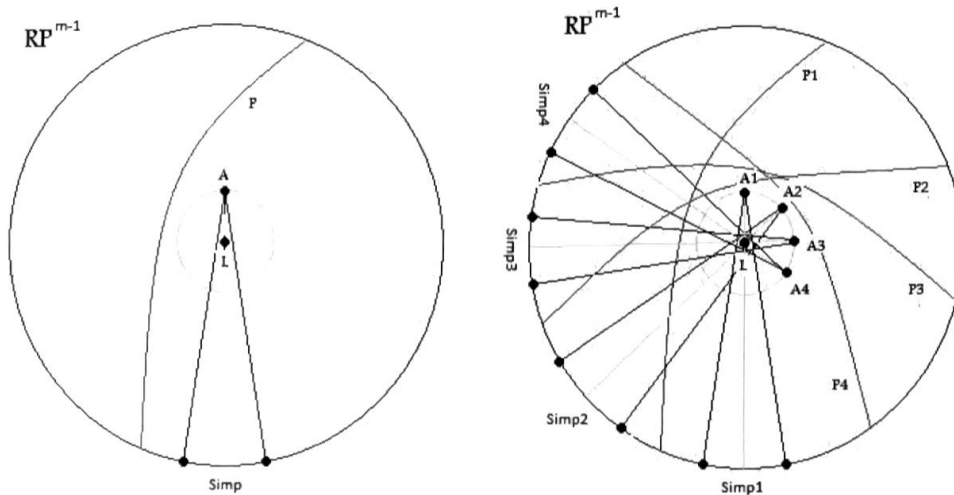 RP^m-1
P
A
L
Simp
RP^m-1
P1
Simp4
A1
A2
P2
Simp3
A3
L
A4
P3
P4
Simp2
Simp1